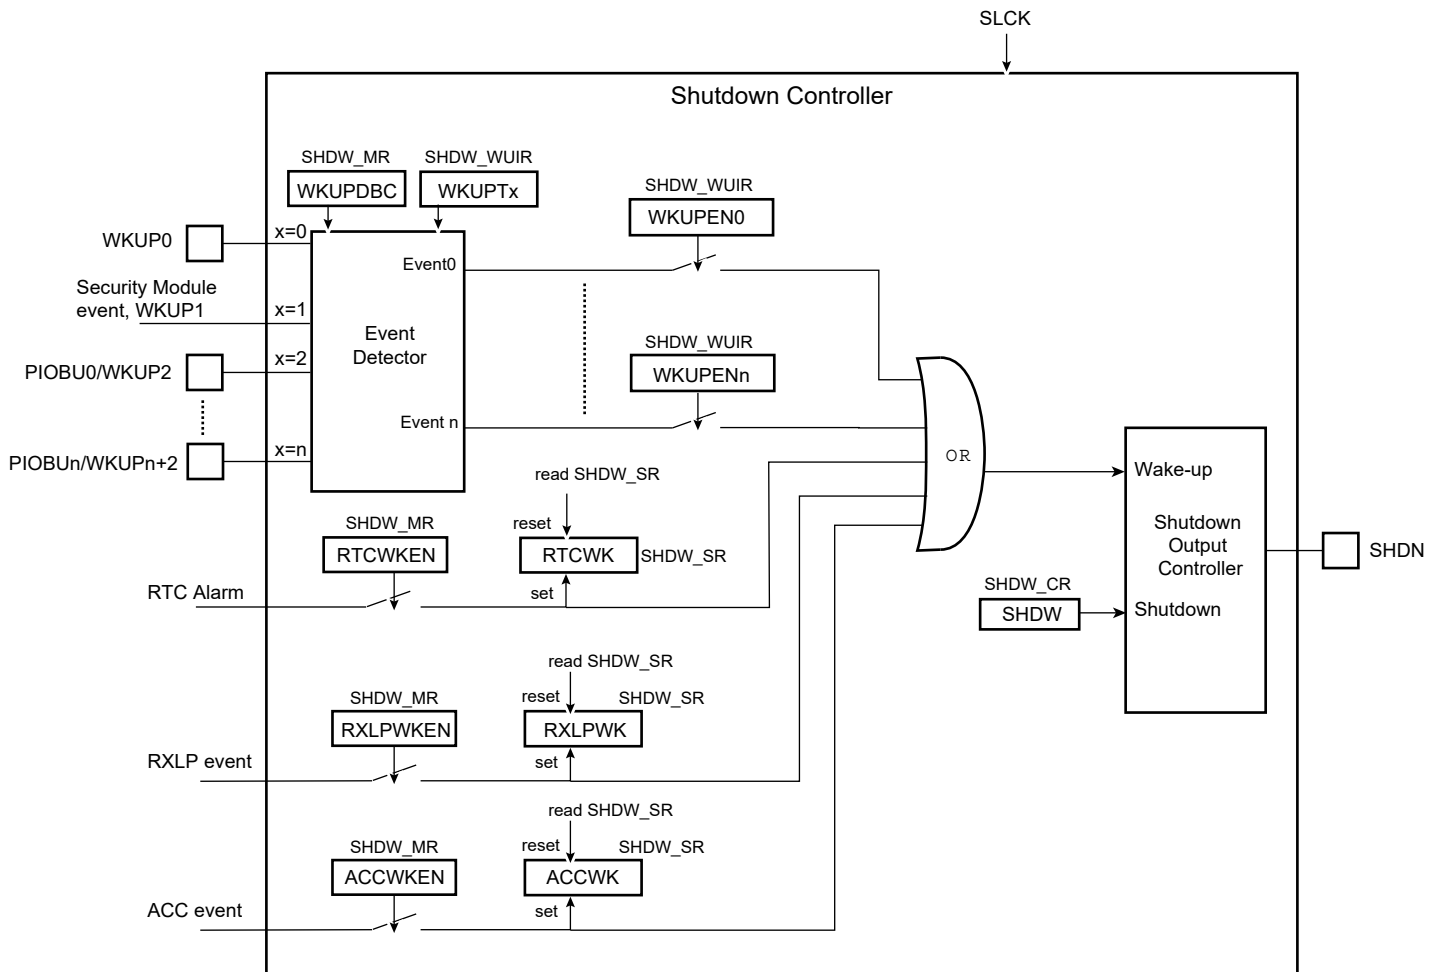 SLCK
Shutdown Controller
SHDW_MR
SHDW_WUIR
WKUPDBC
WKUPTx
SHDW_WUIR
WKUPEN0
WKUP0
x=0
Event0
Security Module
event, WKUP1
x=1
Event
Detector
SHDW_WUIR
WKUPENn
PIOBU0/WKUP2
x=2
Event n
PIOBUn/WKUPn+2
x=n
OR
Wake-up
Shutdown
Output
Controller
Shutdown
SHDN
read SHDW_SR
SHDW_MR
reset
RTCWKEN
RTCWK
SHDW_SR
RTC Alarm
set
SHDW_CR
SHDW
read SHDW_SR
SHDW_MR
reset
SHDW_SR
RXLPWKEN
RXLPWK
RXLP event
set
read SHDW_SR
SHDW_MR
reset
SHDW_SR
ACCWKEN
ACCWK
ACC event
set